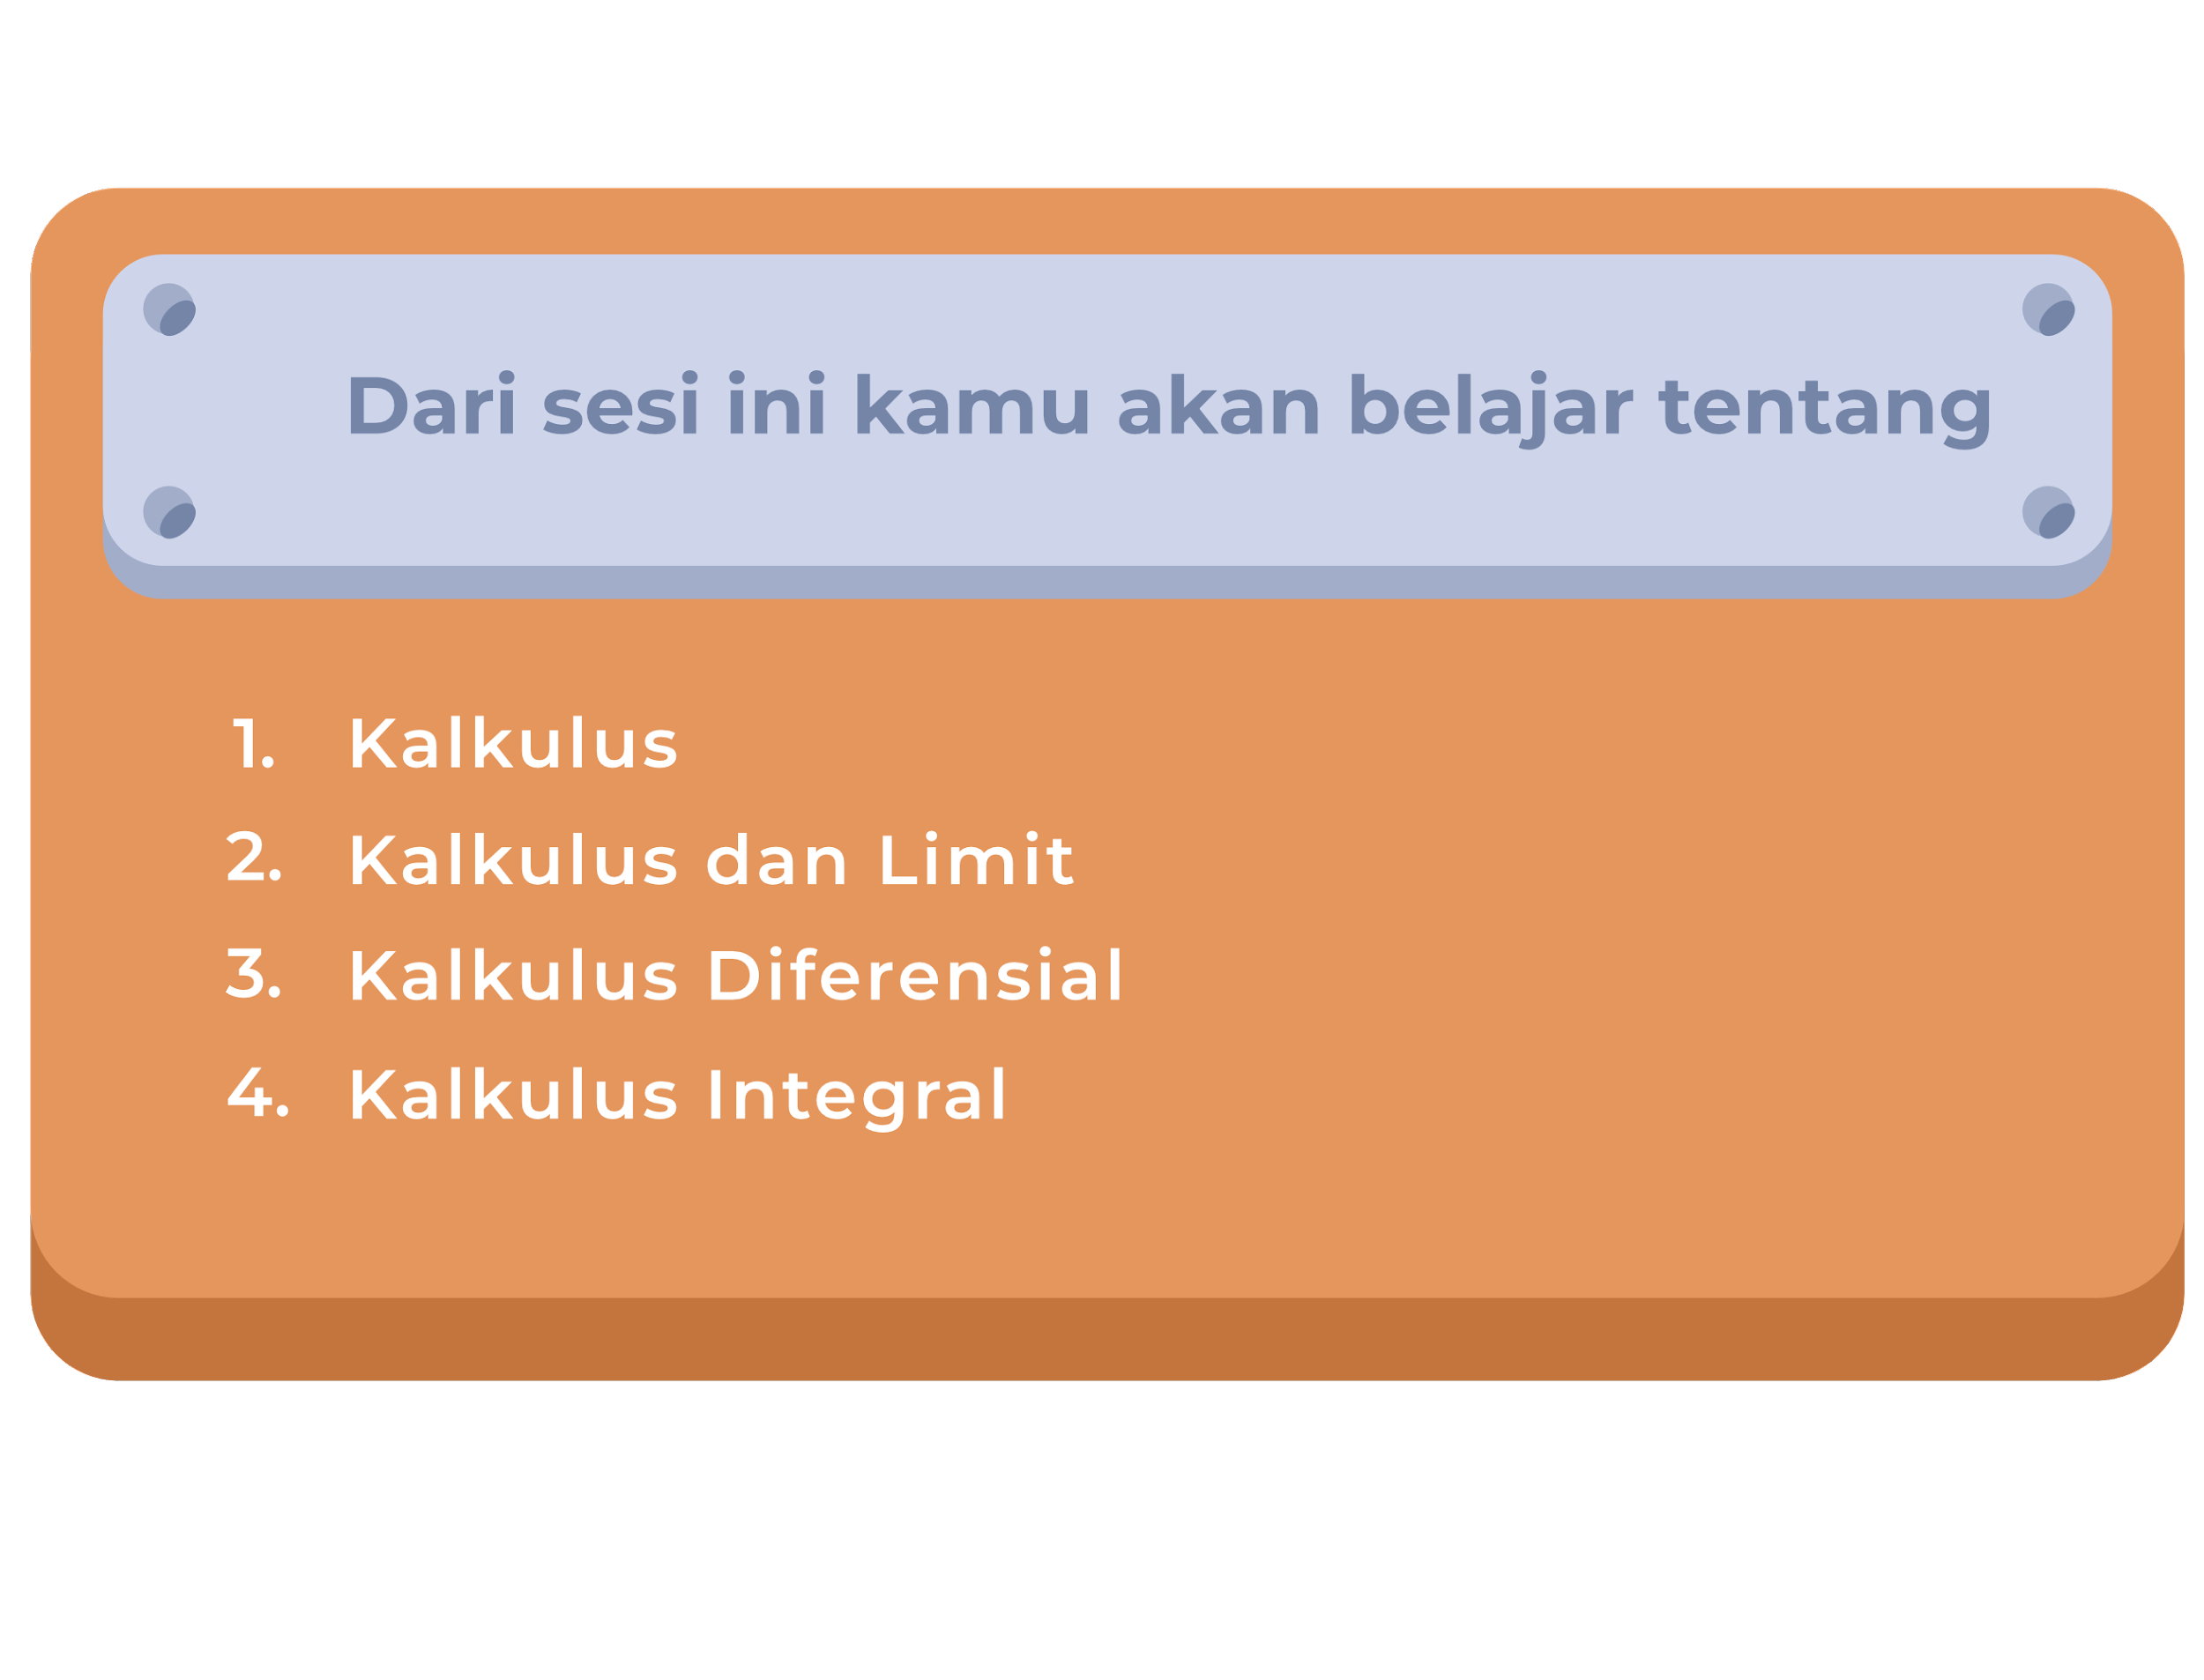 Dari sesi ini kamu akan belajar tentang
1. Kalkulus
2. Kalkulus dan Limit
3. Kalkulus Diferensial
4. Kalkulus Integral